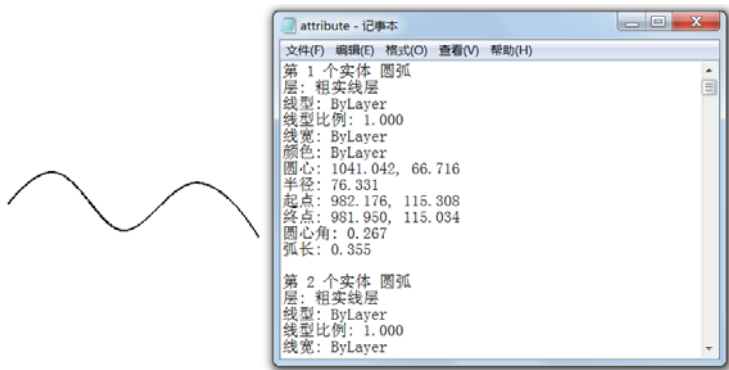 attribute - 记事本
文件(F) 编辑(E) 格式(O) 查看(V) 帮助(H)
第 1 个实体 圆弧
层: 粗实线层
线型: ByLayer
线型比例: 1.000
线宽: ByLayer
颜色: ByLayer
圆心: 1041.042, 66.716
半径: 76.331
起点: 982.176, 115.308
终点: 981.950, 115.034
圆心角: 0.267
弧长: 0.355
第 2 个实体 圆弧
层: 粗实线层
线型: ByLayer
线型比例: 1.000
线宽: ByLayer